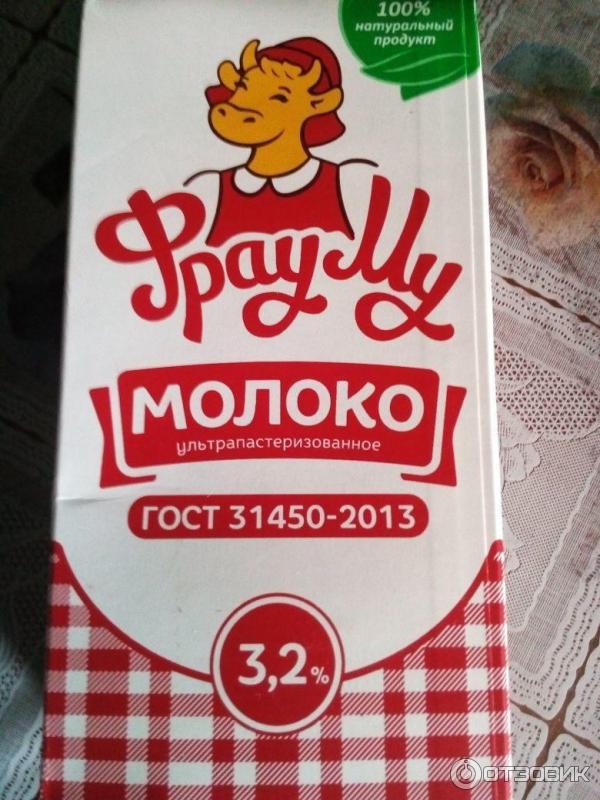 100%
натуральный
продукт
Фрау Му
МОЛОКО
ультрапастеризованное
ГОСТ 31450-2013
3,2%
ОТЗОВИК